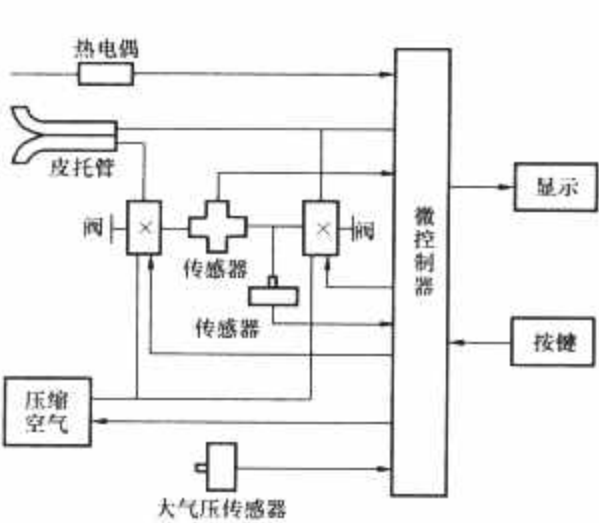 热电偶
皮托管
阀
×
×
阀
传感器
传感器
微控制器
显示
按键
压缩
空气
大气压传感器